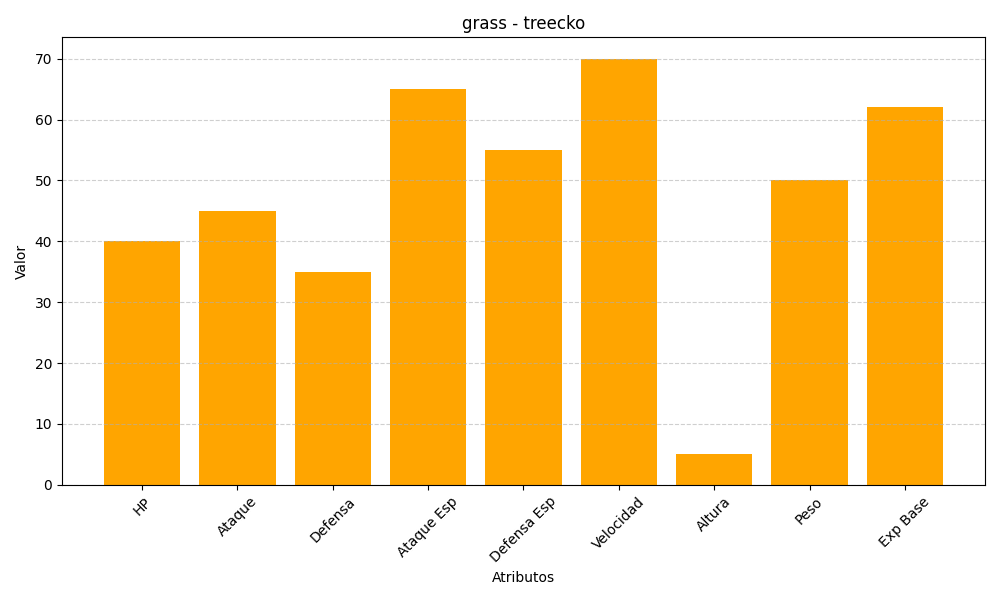 grass - treecko
Valor
70
60
50
40
30
20
10
0
HP
Ataque
Defensa
Ataque Esp
Defensa Esp
Velocidad
Altura
Peso
Exp Base
Atributos